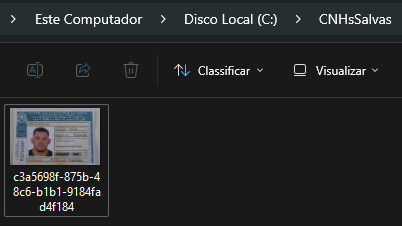 Este Computador > Disco Local (C:) > CNHsSalvas
Classificar
Visualizar
c3a5698f-875b-4
8c6-b1b1-9184fa
d4f184